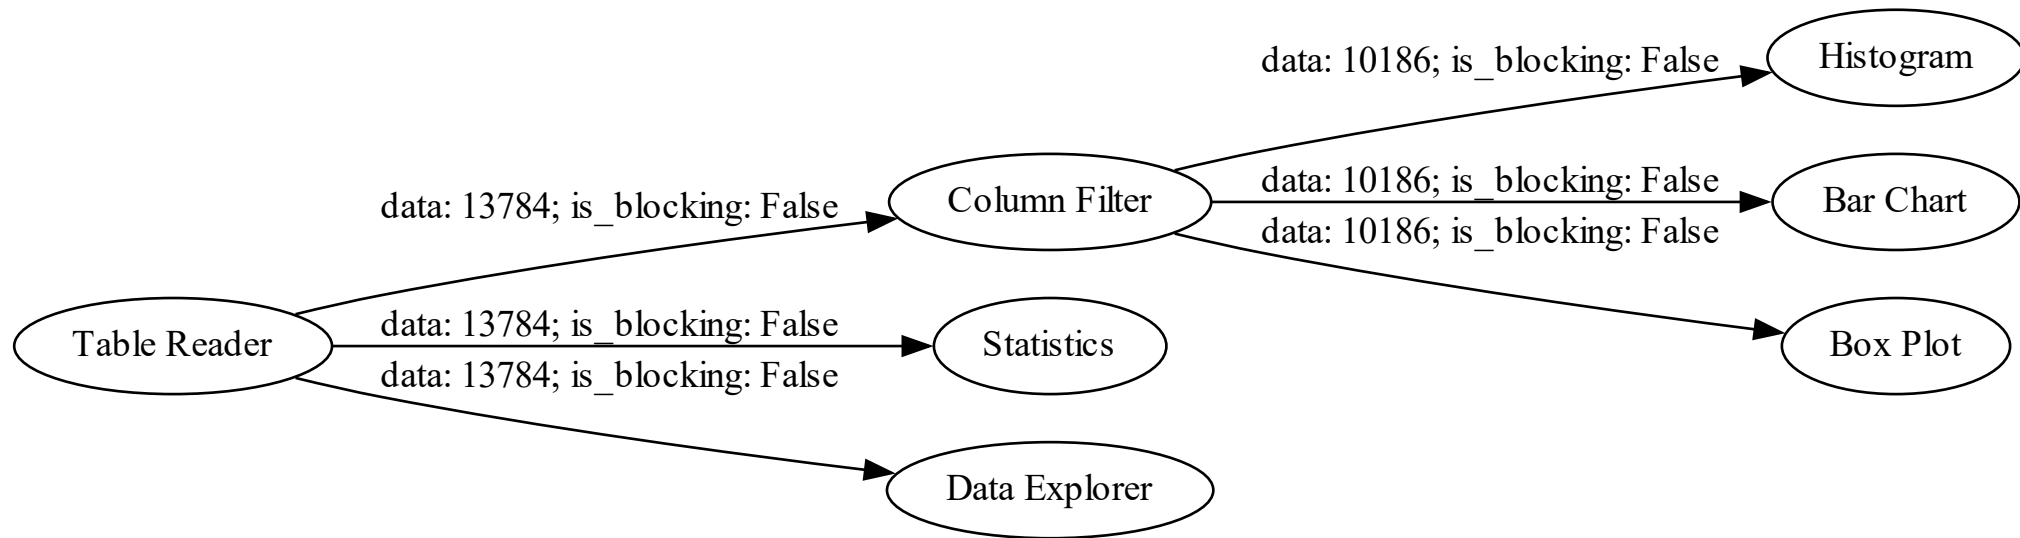 data: 10186; is_blocking: False
Histogram
data: 10186; is_blocking: False
data: 13784; is_blocking: False
Column Filter
Bar Chart
data: 10186; is_blocking: False
data: 13784; is_blocking: False
Table Reader
Statistics
Box Plot
data: 13784; is_blocking: False
Data Explorer